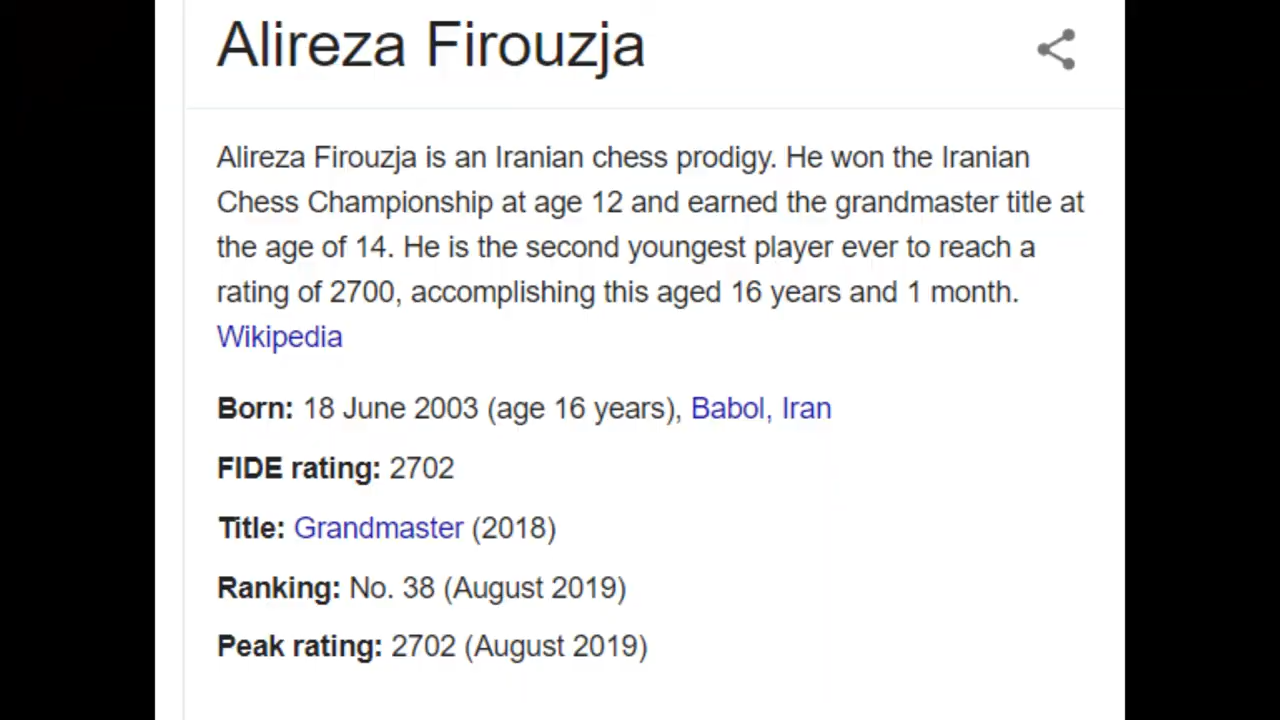 Alireza Firouzja
Alireza Firouzja is an Iranian chess prodigy. He won the Iranian
Chess Championship at age 12 and earned the grandmaster title at
the age of 14. He is the second youngest player ever to reach a
rating of 2700, accomplishing this aged 16 years and 1 month.
Wikipedia
Born: 18 June 2003 (age 16 years), Babol, Iran
FIDE rating: 2702
Title: Grandmaster (2018)
Ranking: No. 38 (August 2019)
Peak rating: 2702 (August 2019)